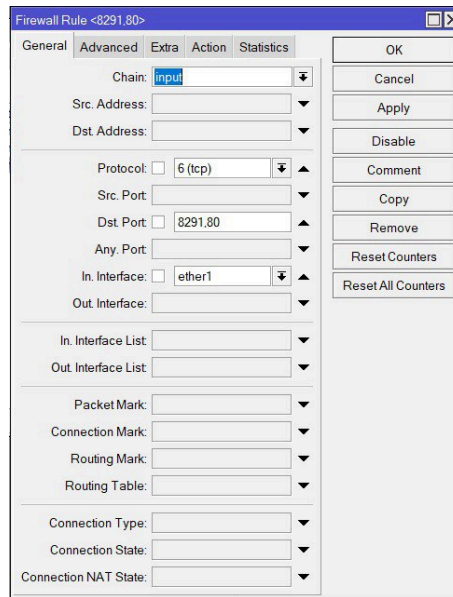 Firewall Rule <8291,80>
General Advanced Extra Action Statistics
Chain: input
Src. Address:
Dst. Address:
Protocol: 6 (tcp)
Src. Port:
Dst. Port: 8291,80
Any. Port:
In. Interface: ether1
Out. Interface:
In. Interface List:
Out. Interface List:
Packet Mark:
Connection Mark:
Routing Mark:
Routing Table:
Connection Type:
Connection State:
Connection NAT State:
OK
Cancel
Apply
Disable
Comment
Copy
Remove
Reset Counters
Reset All Counters